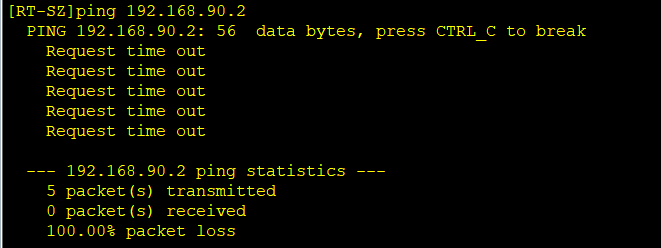 [RT-SZ]ping 192.168.90.2
PING 192.168.90.2: 56 data bytes, press CTRL_C to break
Request time out
Request time out
Request time out
Request time out
Request time out
--- 192.168.90.2 ping statistics ---
5 packet(s) transmitted
0 packet(s) received
100.00% packet loss